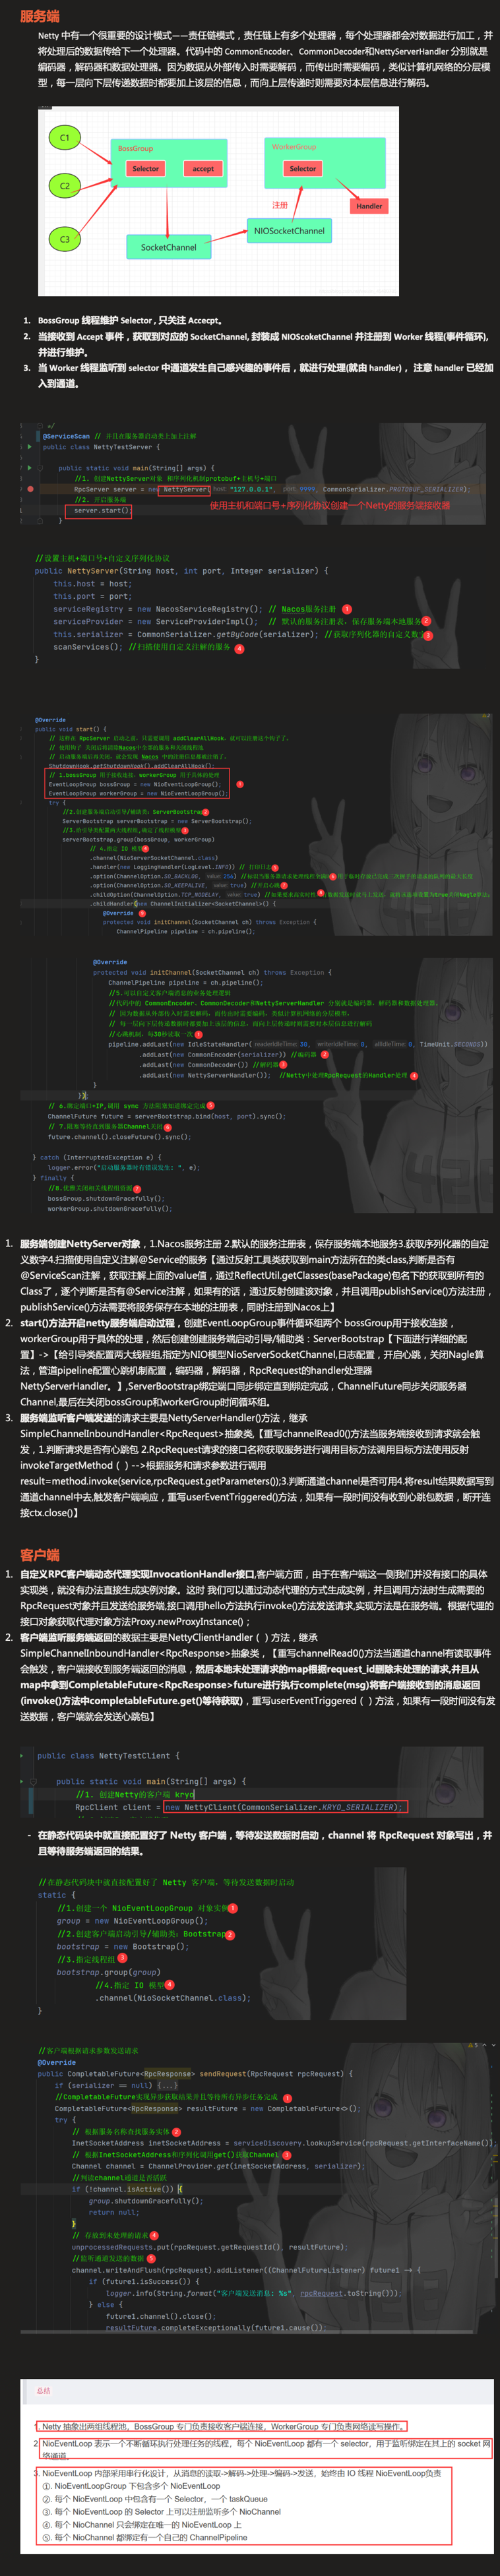 服务端
Netty 中有一个很重要的设计模式——责任链模式，责任链上有多个处理器，每个处理器都会对数据进行加工，并
将处理后的数据传给下一个处理器。代码中的 CommonEncoder、CommonDecoder和NettyServerHandler 分别就是
编码器，解码器和数据处理器。因为数据从外部传入时需要解码，而传出时需要编码，类似计算机网络的分层模
型，每一层向下层传递数据时都要加上该层的信息，而向上层传递时则需要对本层信息进行解码。
C1
C2
C3
BossGroup
Selector
accept
WorkerGroup
Selector
注册
Handler
NIOSocketChannel
SocketChannel
1. BossGroup 线程维护 Selector , 只关注 Accecpt。
2. 当接收到 Accept 事件，获取到对应的 SocketChannel, 封装成 NIOScoketChannel 并注册到 Worker 线程(事件循环),
并进行维护。
3. 当 Worker 线程监听到 selector 中通道发生自己感兴趣的事件后，就进行处理(就由 handler)， 注意 handler 已经加
入到通道。
*/
@ServiceScan // 并且在服务器启动类上加上注解
public class NettyTestServer {
public static void main(String[] args) {
//1. 创建NettyServer对象 和序列化机制protobuf+主机号+端口
RpcServer server = new NettyServer( host: "127.0.0.1", port: 9999, CommonSerializer.PROTOBUF_SERIALIZER);
//2. 开启服务端
server.start();
使用主机和端口号+序列化协议创建一个Netty的服务端接收器
}
//设置主机+端口号+自定义序列化协议
public NettyServer(String host, int port, Integer serializer) {
this.host = host;
this.port = port;
serviceRegistry = new NacosServiceRegistry(); // Nacos服务注册 1
serviceProvider = new ServiceProviderImpl(); // 默认的服务注册表，保存服务端本地服务 2
this.serializer = CommonSerializer.getByCode(serializer); //获取序列化器的自定义数字 3
scanServices(); //扫描使用自定义注解的服务 4
}
@Override
public void start() {
ShutdownHook.getShutdownHook().addClearAllHook();
// 1.bossGroup 用于接收连接，workerGroup 用于具体的处理
EventLoopGroup bossGroup = new NioEventLoopGroup();
EventLoopGroup workerGroup = new NioEventLoopGroup();
try {
//2.创建服务端启动引导/辅助类：ServerBootstrap
ServerBootstrap serverBootstrap = new ServerBootstrap();
//3.给引导类配置两大线程组,确定了线程模型
serverBootstrap.group(bossGroup, workerGroup)
// 4.指定 IO 模型
.channel(NioServerSocketChannel.class)
.handler(new LoggingHandler(LogLevel.INFO)) // 打印日志
.childHandler(new ChannelInitializer<SocketChannel>() {
@Override
protected void initChannel(SocketChannel ch) throws Exception {
ChannelPipeline pipeline = ch.pipeline();
@Override
protected void initChannel(SocketChannel ch) throws Exception {
ChannelPipeline pipeline = ch.pipeline();
//5.可以自定义客户端消息的业务处理逻辑
//代码中的 CommonEncoder、CommonDecoder和NettyServerHandler 分别就是编码器，解码器和数据处理器。
// 因为数据从外部传入时需要解码，而传出时需要编码，类似计算机网络的分层模型，
// 每一层向下层传递数据时都要加上该层的信息，而向上层传递时则需要对本层信息进行解码
//心跳机制，每30秒读取一次 1
pipeline.addLast(new IdleStateHandler( readerIdleTime: 30, writerIdleTime: 0, allIdleTime: 0, TimeUnit.SECONDS))
.addLast(new CommonEncoder(serializer)) //编码器 2
.addLast(new CommonDecoder()) //解码器 3
.addLast(new NettyServerHandler()); //Netty中处理RpcRequest的Handler处理 4
}
});
// 6.绑定端口+IP,调用 sync 方法阻塞知道绑定完成 5
ChannelFuture future = serverBootstrap.bind(host, port).sync();
// 7.阻塞等待直到服务器Channel关闭 6
future.channel().closeFuture().sync();
} catch (InterruptedException e) {
logger.error("启动服务器时有错误发生: ", e);
} finally {
//8.优雅关闭相关线程组资源 7
bossGroup.shutdownGracefully();
workerGroup.shutdownGracefully();
1. 服务端创建NettyServer对象，1.Nacos服务注册 2.默认的服务注册表，保存服务端本地服务3.获取序列化器的自定
义数字4.扫描使用自定义注解@Service的服务【通过反射工具类获取到main方法所在的类class,判断是否有
@ServiceScan注解，获取注解上面的value值，通过ReflectUtil.getClasses(basePackage)包名下的获取到所有的
Class了，逐个判断是否有@Service注解，如果有的话，通过反射创建该对象，并且调用publishService()方法注册，
publishService()方法需要将服务保存在本地的注册表，同时注册到Nacos上】
2. start()方法开启netty服务端启动过程，创建EventLoopGroup事件循环组两个 bossGroup用于接收连接，
workerGroup用于具体的处理，然后创建创建服务端启动引导/辅助类：ServerBootstrap【下面进行详细的配
置】->【给引导类配置两大线程组,指定为NIO模型NioServerSocketChannel,日志配置，开启心跳，关闭Nagle算
法，管道pipeline配置心跳机制配置，编码器，解码器，RpcRequest的handler处理器
NettyServerHandler。】,ServerBootstrap绑定端口同步绑定直到绑定完成，ChannelFuture同步关闭服务器
Channel,最后在关闭bossGroup和workerGroup时间循环组。
3. 服务端监听客户端发送的请求主要是NettyServerHandler()方法，继承
SimpleChannelInboundHandler<RpcRequest>抽象类,【重写channelRead0()方法当服务端接收到请求就会触
发，1.判断请求是否有心跳包 2.RpcRequest请求的接口名称获取服务进行调用目标方法调用目标方法使用反射
invokeTargetMethod（ ）-->根据服务和请求参数进行调用
result=method.invoke(service,rpcRequest.getParameters());3.判断通道channel是否可用4.将result结果数据写到
通道channel中去,触发客户端响应，重写userEventTriggered()方法，如果有一段时间没有收到心跳包数据，断开连
接ctx.close()】
客户端
1. 自定义RPC客户端动态代理实现InvocationHandler接口,客户端方面，由于在客户端这一侧我们并没有接口的具体
实现类，就没有办法直接生成实例对象。这时 我们可以通过动态代理的方式生成实例，并且调用方法时生成需要的
RpcRequest对象并且发送给服务端,接口调用hello方法执行invoke()方法发送请求,实现方法是在服务端。根据代理的
接口对象获取代理对象方法Proxy.newProxyInstance()；
2. 客户端监听服务端返回的数据主要是NettyClientHandler（ ）方法，继承
SimpleChannelInboundHandler<RpcResponse>抽象类，【重写channelRead0()方法当通道channel有读取事件
会触发，客户端接收到服务端返回的消息，然后本地未处理请求的map根据request_id删除未处理的请求,并且从
map中拿到CompletableFuture<RpcResponse>future进行执行complete(msg)将客户端接收到的消息返回
(invoke()方法中completableFuture.get()等待获取)，重写userEventTriggered（ ）方法，如果有一段时间没有发
送数据，客户端就会发送心跳包】
public class NettyTestClient {
public static void main(String[] args) {
//1. 创建Netty的客户端 kryo
RpcClient client = new NettyClient(CommonSerializer.KRYO_SERIALIZER);
- 在静态代码块中就直接配置好了 Netty 客户端，等待发送数据时启动，channel 将 RpcRequest 对象写出，并
且等待服务端返回的结果。
//在静态代码块中就直接配置好了 Netty 客户端，等待发送数据时启动
static {
//1.创建一个 NioEventLoopGroup 对象实例 1
group = new NioEventLoopGroup();
//2.创建客户端启动引导/辅助类：Bootstrap 2
bootstrap = new Bootstrap();
//3.指定线程组 3
bootstrap.group(group)
//4.指定 IO 模型 4
.channel(NioSocketChannel.class);
}
//客户端根据请求参数发送请求
@Override
public CompletableFuture<RpcResponse> sendRequest(RpcRequest rpcRequest) {
if (serializer == null) {...}
//CompletableFuture实现异步获取结果并且等待所有异步任务完成 1
CompletableFuture<RpcResponse> resultFuture = new CompletableFuture<>();
try {
// 根据服务名称查找服务实体 2
InetSocketAddress inetSocketAddress = serviceDiscovery.lookupService(rpcRequest.getInterfaceName());
// 根据InetSocketAddress和序列化调用get()获取Channel 3
Channel channel = ChannelProvider.get(inetSocketAddress, serializer);
//判断channel通道是否活跃
if (!channel.isActive()) {
group.shutdownGracefully();
return null;
}
// 存放到未处理的请求 4
unprocessedRequests.put(rpcRequest.getRequestId(), resultFuture);
//监听通道发送的数据 5
channel.writeAndFlush(rpcRequest).addListener((ChannelFutureListener) future1 -> {
if (future1.isSuccess()) {
logger.info(String.format("客户端发送消息: %s", rpcRequest.toString()));
} else {
future1.channel().close();
resultFuture.completeExceptionally(future1.cause());
总结
1. Netty 抽象出两组线程池，BossGroup 专门负责接收客户端连接，WorkerGroup 专门负责网络读写操作。
2. NioEventLoop 表示一个不断循环执行处理任务的线程，每个 NioEventLoop 都有一个 selector，用于监听绑定在其上的 socket 网
络通道
3. NioEventLoop 内部采用串行化设计，从消息的读取->解码->处理->编码->发送，始终由 IO 线程 NioEventLoop负责
①. NioEventLoopGroup 下包含多个 NioEventLoop
②. 每个 NioEventLoop 中包含有一个 Selector，一个 taskQueue
③. 每个 NioEventLoop 的 Selector 上可以注册监听多个 NioChannel
④. 每个 NioChannel 只会绑定在唯一的 NioEventLoop 上
⑤. 每个 NioChannel 都绑定有一个自己的 ChannelPipeline